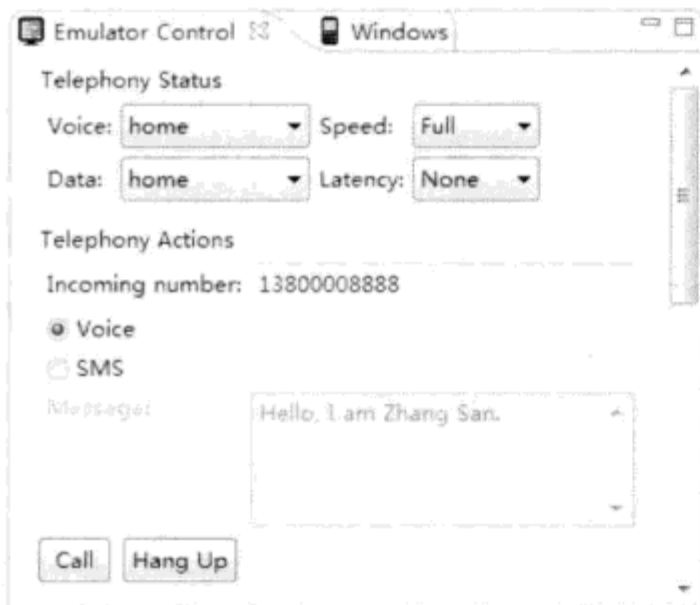 Emulator Control Windows
Telephony Status
Voice: home Speed: Full
Data: home Latency: None
Telephony Actions
Incoming number: 13800008888
Voice
SMS
Message: Hello, I am Zhang San.
Call Hang Up